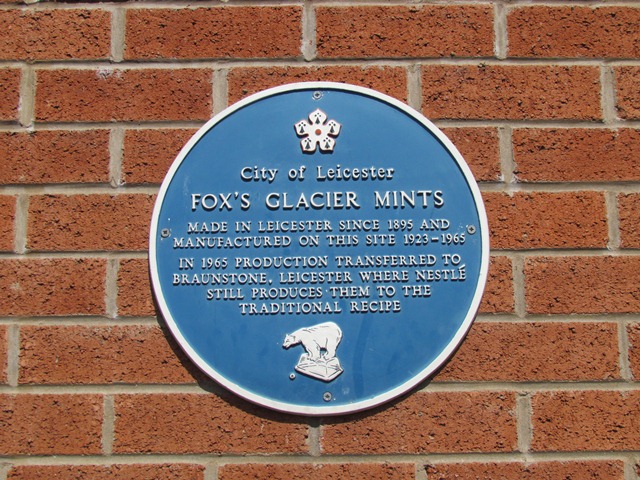 City of Leicester
FOX'S GLACIER MINTS
MADE IN LEICESTER SINCE 1895 AND
MANUFACTURED ON THIS SITE 1923-1965
IN 1965 PRODUCTION TRANSFERRED TO
BRAUNSTONE, LEICESTER WHERE NESTLÉ
STILL PRODUCES THEM TO THE
TRADITIONAL RECIPE